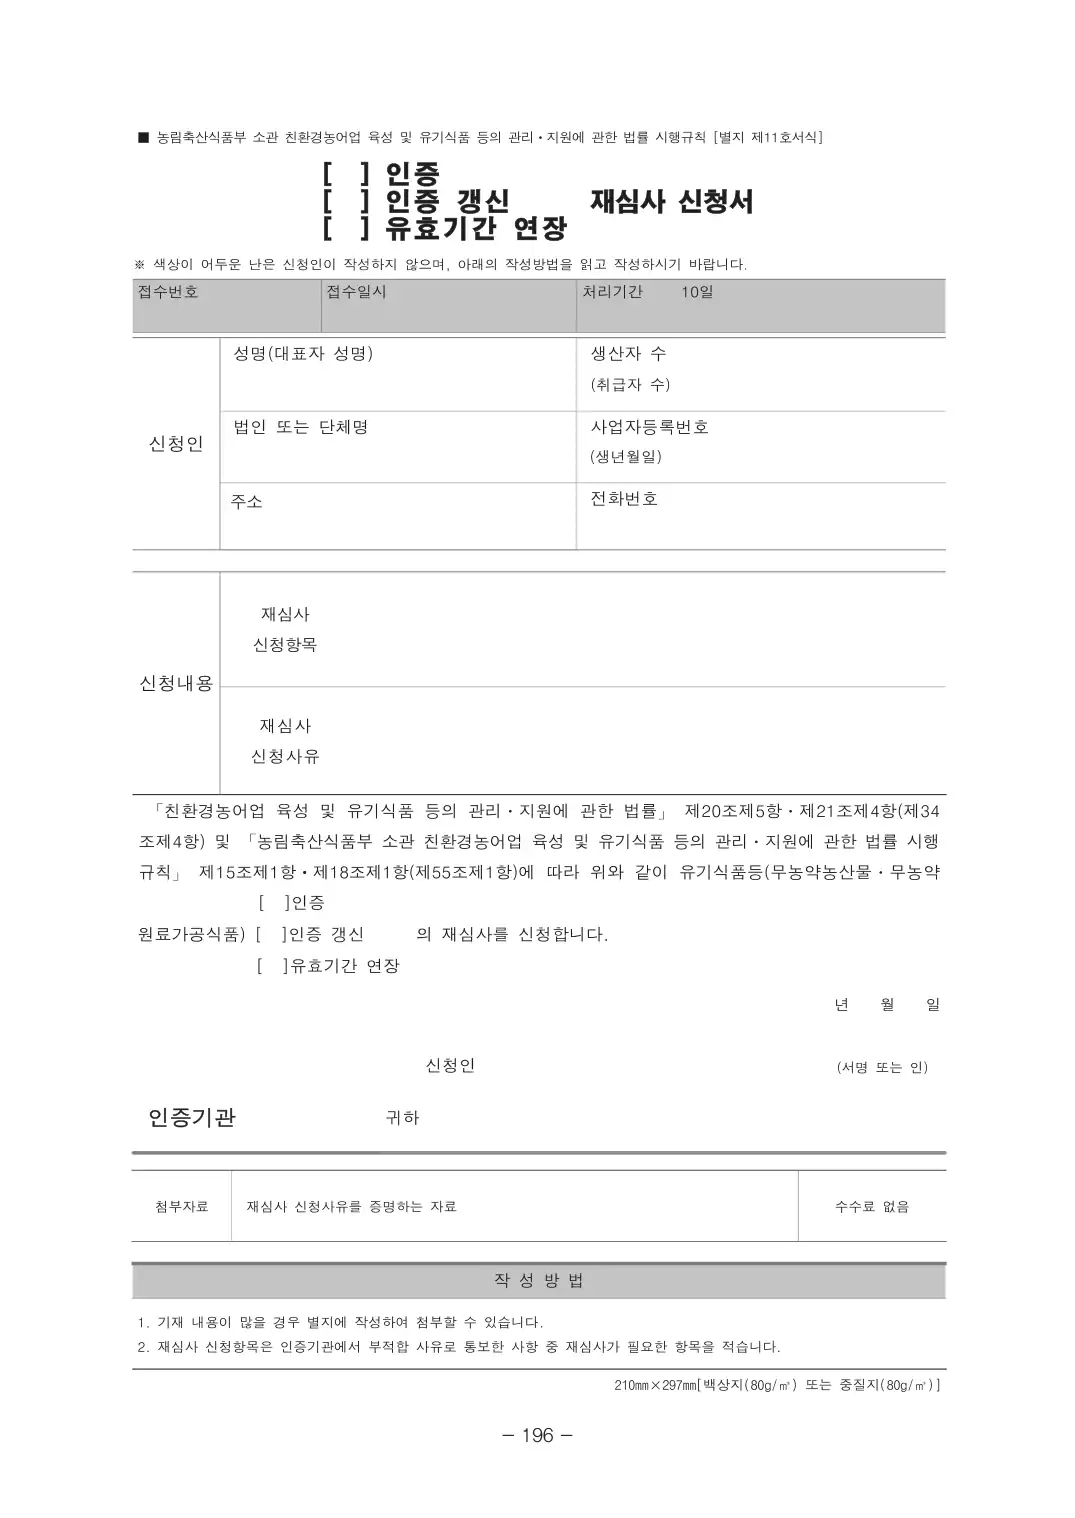 ■ 농림축산식품부 소관 친환경농어업 육성 및 유기식품 등의 관리·지원에 관한 법률 시행규칙 [별지 제11호서식]
[ ] 인증
[ ] 인증 갱신 재심사 신청서
[ ] 유효기간 연장
※ 색상이 어두운 난은 신청인이 작성하지 않으며, 아래의 작성방법을 읽고 작성하시기 바랍니다.
접수번호 접수일시 처리기간 10일
성명(대표자 성명) 생산자 수
(취급자 수)
법인 또는 단체명 사업자등록번호
신청인
(생년월일)
주소 전화번호
재심사
신청항목
신청내용
재심사
신청사유
「친환경농어업 육성 및 유기식품 등의 관리·지원에 관한 법률」 제20조제5항·제21조제4항(제34
조제4항) 및 「농림축산식품부 소관 친환경농어업 육성 및 유기식품 등의 관리·지원에 관한 법률 시행
규칙」 제15조제1항·제18조제1항(제55조제1항)에 따라 위와 같이 유기식품등(무농약농산물·무농약
[ ]인증
원료가공식품) [ ]인증 갱신 의 재심사를 신청합니다.
[ ]유효기간 연장
년 월 일
신청인 (서명 또는 인)
인증기관 귀하
첨부자료 재심사 신청사유를 증명하는 자료 수수료 없음
작 성 방 법
1. 기재 내용이 많을 경우 별지에 작성하여 첨부할 수 있습니다.
2. 재심사 신청항목은 인증기관에서 부적합 사유로 통보한 사항 중 재심사가 필요한 항목을 적습니다.
210㎜×297㎜[백상지(80g/㎡) 또는 중질지(80g/㎡)]
- 196 -